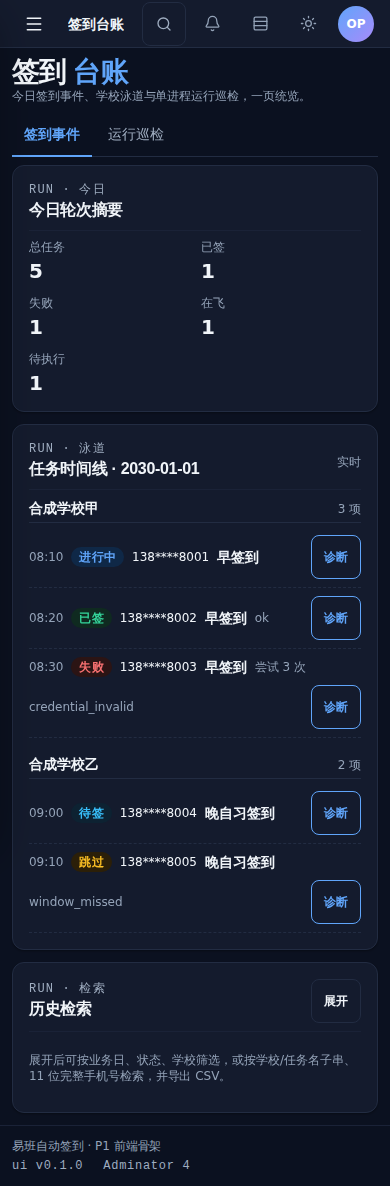 签到台账
OP
签到 台账
今日签到事件、学校泳道与单进程运行巡检，一页统览。
签到事件 运行巡检
RUN · 今日
今日轮次摘要
总任务 已签
5 1
失败 在飞
1 1
待执行
1
RUN · 泳道
任务时间线 · 2030-01-01
实时
合成学校甲 3 项
08:10 进行中 138****8001 早签到 诊断
08:20 已签 138****8002 早签到 ok 诊断
08:30 失败 138****8003 早签到 尝试 3 次
credential_invalid 诊断
合成学校乙 2 项
09:00 待签 138****8004 晚自习签到 诊断
09:10 跳过 138****8005 晚自习签到
window_missed 诊断
RUN · 检索
历史检索
展开
展开后可按业务日、状态、学校筛选，或按学校/任务名子串、
11 位完整手机号检索，并导出 CSV。
易班自动签到 · P1 前端骨架
ui v0.1.0 Adminator 4